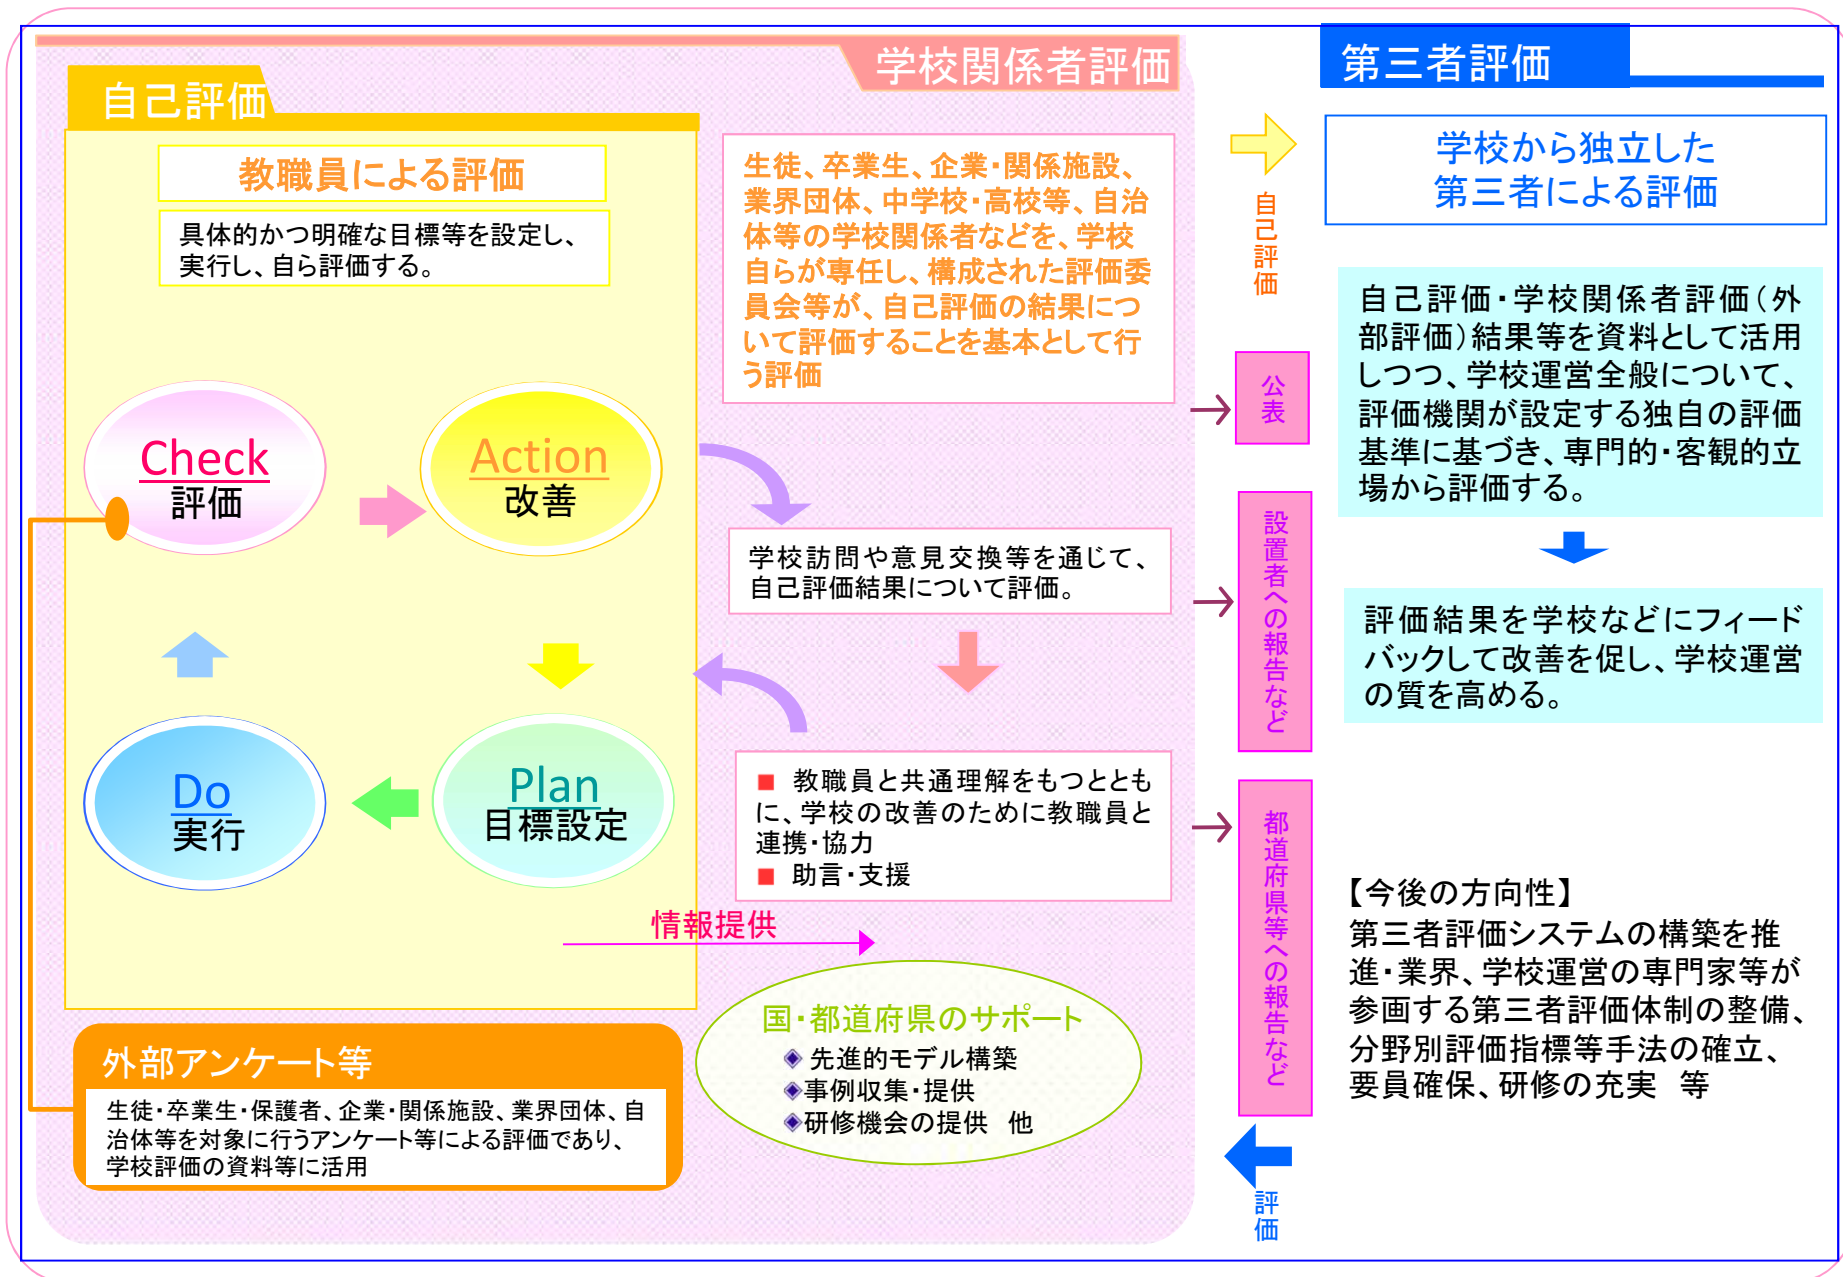 学校関係者評価
自己評価
教職員による評価
具体的かつ明確な目標等を設定し、
実行し、自ら評価する。
Check
評価
Action
改善
Do
実行
Plan
目標設定
生徒、卒業生、企業・関係施設、
業界団体、中学校・高校等、自治
体等の学校関係者などを、学校
自らが専任し、構成された評価委
員会等が、自己評価の結果につ
いて評価することを基本として行
う評価
学校訪問や意見交換等を通じて、
自己評価結果について評価。
■ 教職員と共通理解をもつととも
に、学校の改善のために教職員と
連携・協力
■ 助言・支援
情報提供
国・都道府県のサポート
◆先進的モデル構築
◆事例収集・提供
◆研修機会の提供　他
外部アンケート等
生徒・卒業生・保護者、企業・関係施設、業界団体、自
治体等を対象に行うアンケート等による評価であり、
学校評価の資料等に活用
自己評価
公表
設置者への報告など
都道府県等への報告など
評価
第三者評価
学校から独立した
第三者による評価
自己評価・学校関係者評価（外
部評価）結果等を資料として活用
しつつ、学校運営全般について、
評価機関が設定する独自の評価
基準に基づき、専門的・客観的立
場から評価する。
評価結果を学校などにフィード
バックして改善を促し、学校運営
の質を高める。
【今後の方向性】
第三者評価システムの構築を推
進・業界、学校運営の専門家等が
参画する第三者評価体制の整備、
分野別評価指標等手法の確立、
要員確保、研修の充実　等